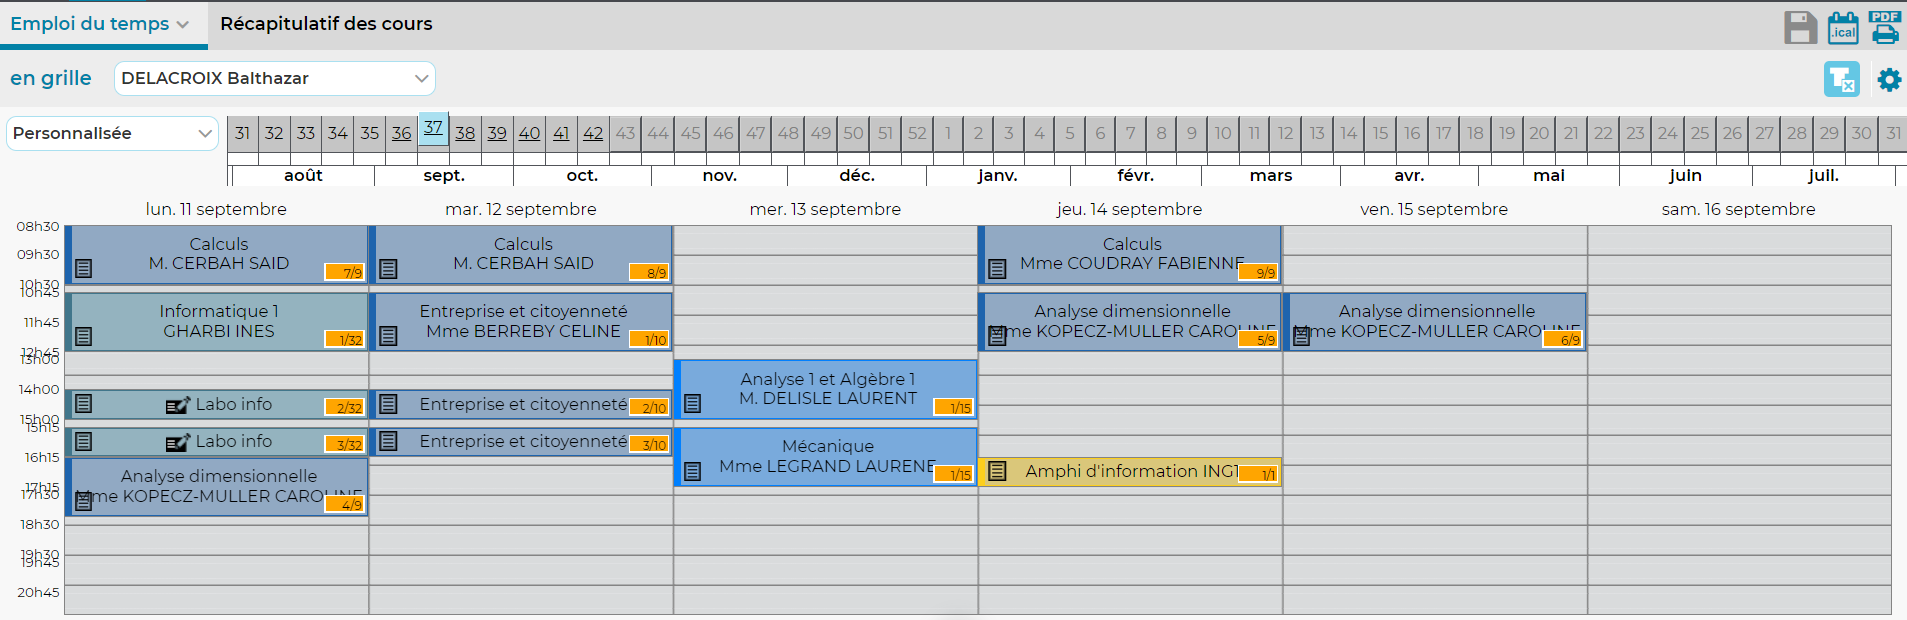 Emploi du temps
Récapitulatif des cours
.ical
PDF
en grille
DELACROIX Balthazar
Personnalisée
31 32 33 34 35 36 37 38 39 40 41 42 43 44 45 46 47 48 49 50 51 52 1 2 3 4 5 6 7 8 9 10 11 12 13 14 15 16 17 18 19 20 21 22 23 24 25 26 27 28 29 30 31
août sept. oct. nov. déc. janv. févr. mars avr. mai juin juil.
lun. 11 septembre
mar. 12 septembre
mer. 13 septembre
jeu. 14 septembre
ven. 15 septembre
sam. 16 septembre
08h30
09h30
10h30
10h45
11h45
12h45
13h00
14h00
15h00
15h15
16h15
17h15
17h30
18h30
19h30
19h45
20h45
Calculs
M. CERBAH SAID
7/9
Informatique 1
GHARBI INES
1/32
Labo info
2/32
Labo info
3/32
Analyse dimensionnelle
Mme KOPECZ-MULLER CAROLINE
4/9
Calculs
M. CERBAH SAID
8/9
Entreprise et citoyenneté
Mme BERREBY CELINE
1/10
Entreprise et citoyenneté
2/10
Entreprise et citoyenneté
3/10
Analyse 1 et Algèbre 1
M. DELISLE LAURENT
1/15
Mécanique
Mme LEGRAND LAURENE
1/15
Calculs
Mme COUDRAY FABIENNE
9/9
Analyse dimensionnelle
Mme KOPECZ-MULLER CAROLINE
5/9
Amphi d'information ING1
1/1
Analyse dimensionnelle
Mme KOPECZ-MULLER CAROLINE
6/9